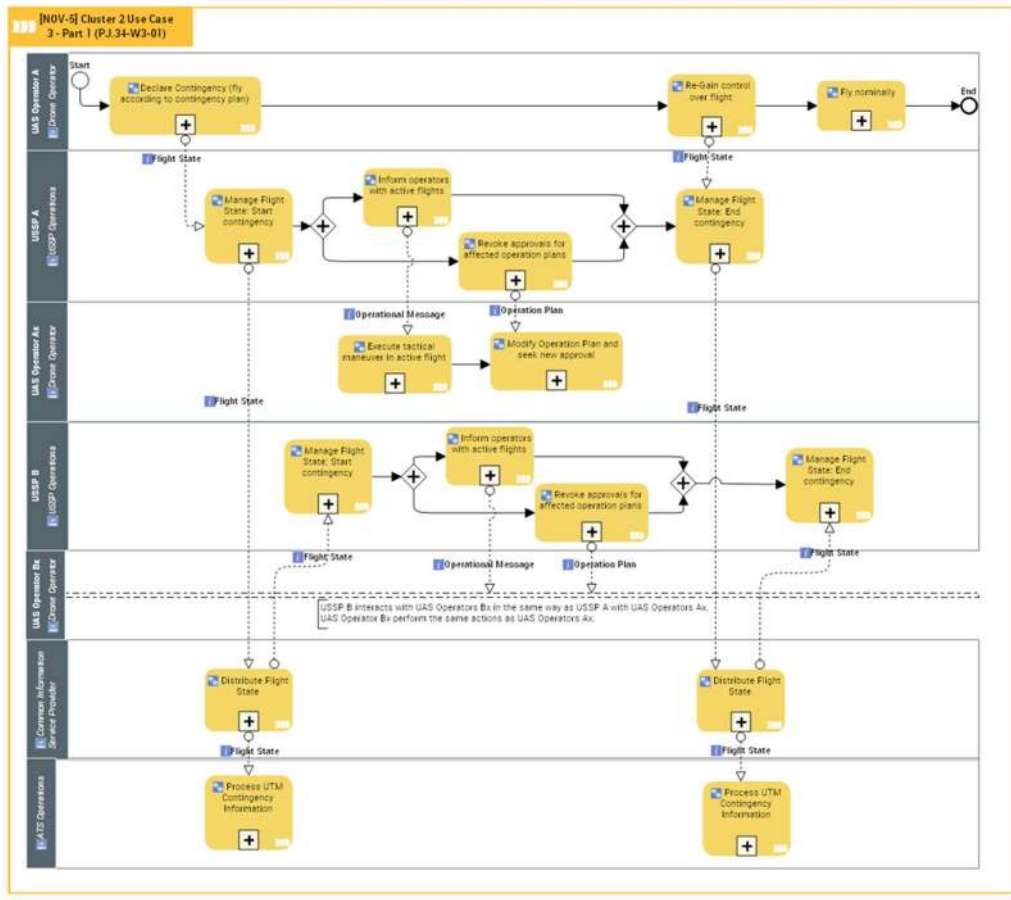 [NOV-5] Cluster 2 Use Case
3 - Part 1 (PJ.34-W3-01)
UAS Operator A
Drone Operator
Start
Declare Contingency (fly
according to contingency plan)
Re-Gain control
over flight
Fly nominally
End
Flight State
Flight State
USSP A
USSP Operations
Manage Flight
State: Start
contingency
Inform operators
with active flights
Revoke approvals for
affected operation plans
Manage Flight
State: End
contingency
Operational Message
Operation Plan
UAS Operator Ax
Drone Operator
Execute tactical
maneuver in active flight
Modify Operation Plan and
seek new approval
Flight State
Flight State
USSP B
USSP Operations
Manage Flight
State: Start
contingency
Inform operators
with active flights
Revoke approvals for
affected operation plans
Manage Flight
State: End
contingency
Flight State
Operational Message
Operation Plan
Flight State
UAS Operator Bx
Drone Operator
USSP B interacts with UAS Operators Bx in the same way as USSP A with UAS Operators Ax.
UAS Operator Bx perform the same actions as UAS Operators Ax.
Common Information
Service Provider
Distribute Flight
State
Distribute Flight
State
Flight State
Flight State
ATS Operations
Process UTM
Contingency
Information
Process UTM
Contingency
Information